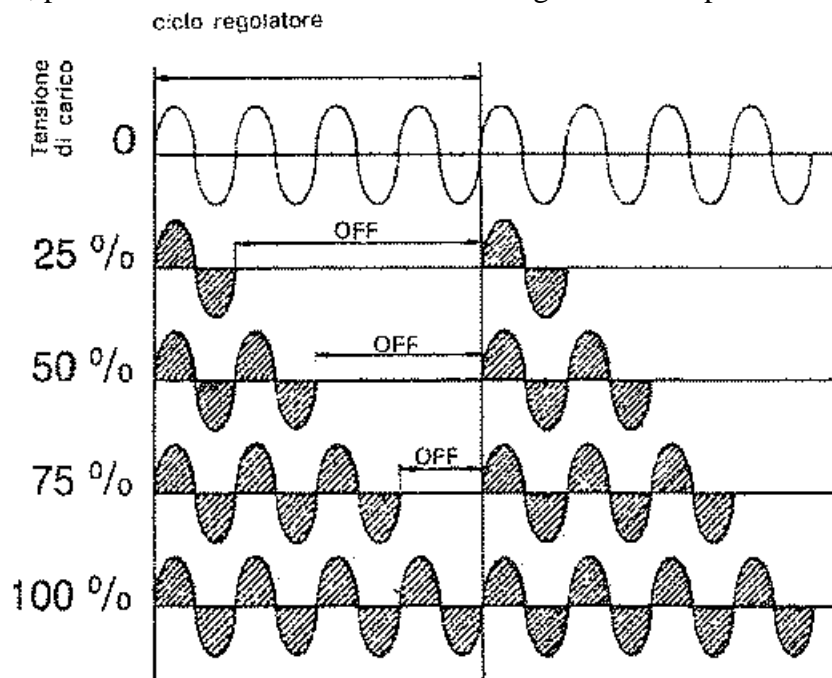 ciclo regolatore
Tensione
di carico
0
25 %
OFF
50 %
OFF
75 %
OFF
100 %